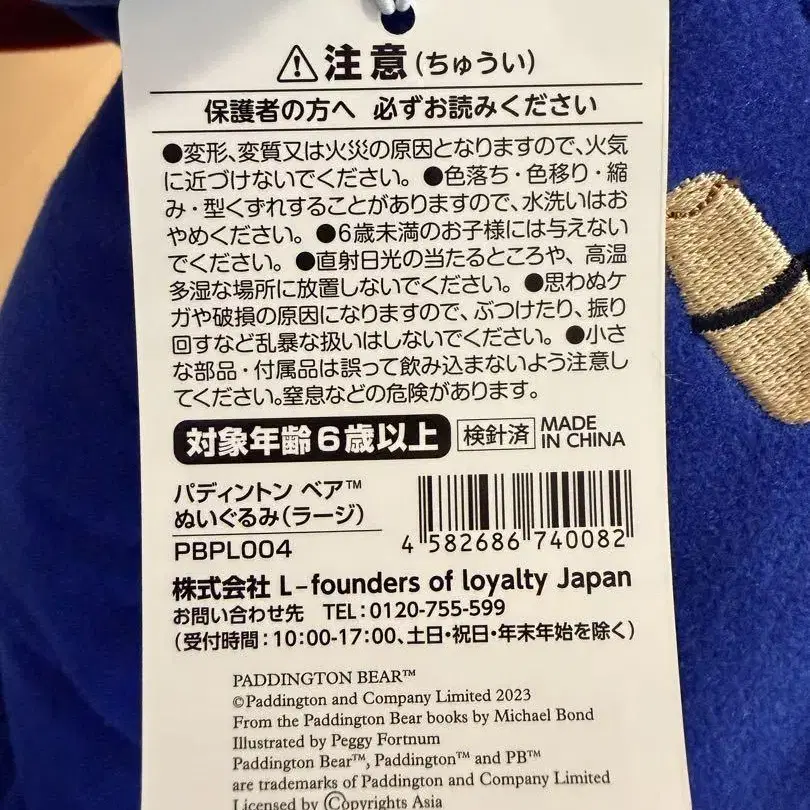 ⚠注意(ちゅうい)
保護者の方へ 必ずお読みください
●変形、変質又は火災の原因となりますので、火気
に近づけないでください。●色落ち・色移り・縮
み・型くずれすることがありますので、水洗いはお
やめください。●6歳未満のお子様には与えない
でください。●直射日光の当たるところや、高温
多湿な場所に放置しないでください。●思わぬケ
ガや破損の原因になりますので、ぶつけたり、振り
回すなど乱暴な扱いはしないでください。●小さ
な部品・付属品は誤って飲み込まないよう注意し
てください。窒息などの危険があります。
対象年齢6歳以上 検針済 MADE
IN CHINA
パディントン ベア™
ぬいぐるみ(ラージ)
PBPL004
4 582686 740082
株式会社 L-founders of loyalty Japan
お問い合わせ先 TEL:0120-755-599
(受付時間:10:00-17:00、土日・祝日・年末年始を除く)
PADDINGTON BEAR™
©Paddington and Company Limited 2023
From the Paddington Bear books by Michael Bond
Illustrated by Peggy Fortnum
Paddington Bear™, Paddington™ and PB™
are trademarks of Paddington and Company Limited
Licensed by ©opyrights Asia